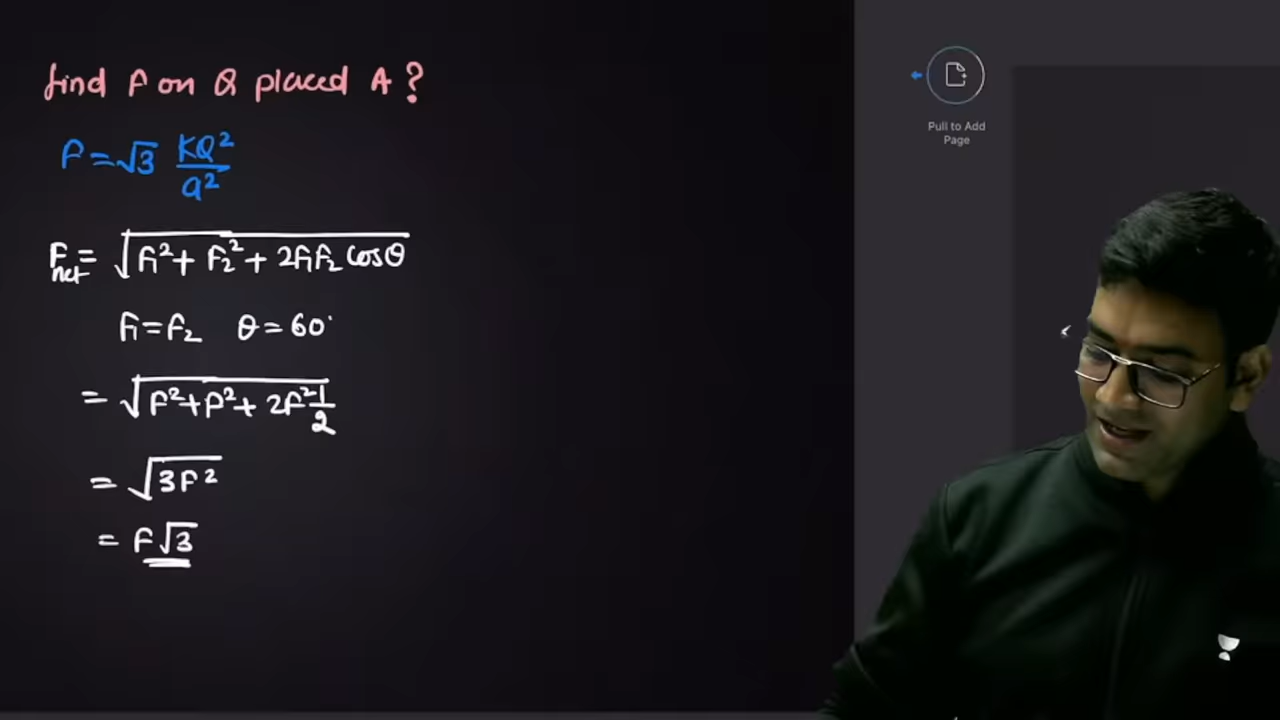 find F on Q placed A?
F = √3 KQ²/a²
Fnet = √F₁² + F₂² + 2F₁F₂ cosθ
F₁ = F₂ θ = 60°
= √F² + F² + 2F² 1/2
= √3F²
= F√3
Pull to Add
Page